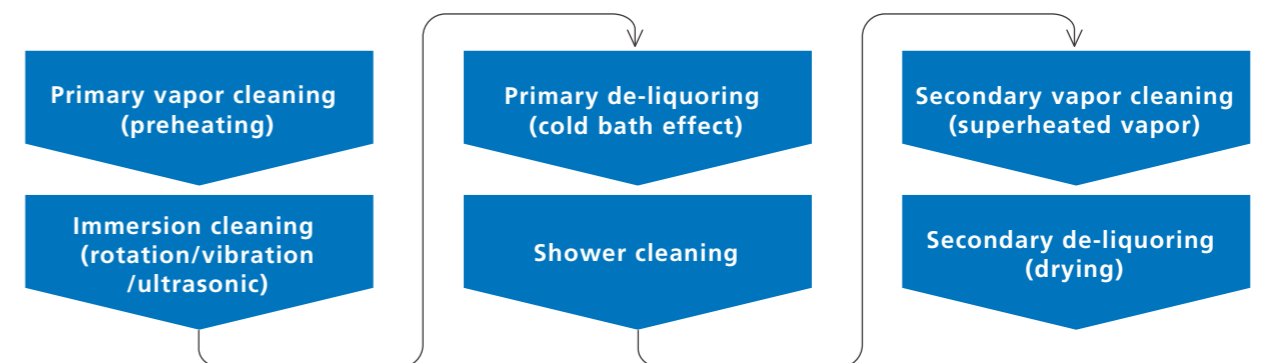 Primary vapor cleaning
(preheating)
Immersion cleaning
(rotation/vibration
/ultrasonic)
Primary de-liquoring
(cold bath effect)
Shower cleaning
Secondary vapor cleaning
(superheated vapor)
Secondary de-liquoring
(drying)